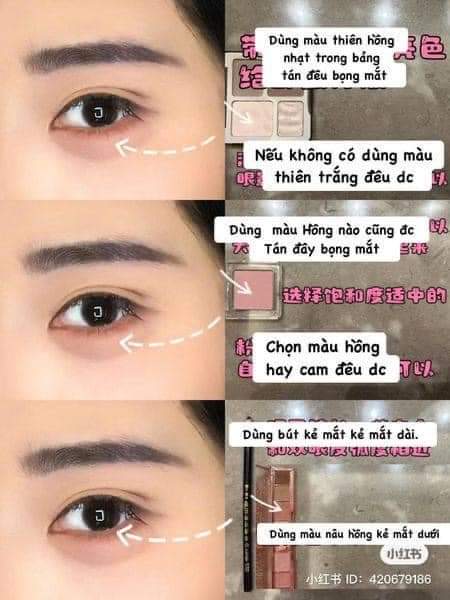 Dùng màu thiên hồng
nhạt trong bảng
tán đều bọng mắt
Nếu không có dùng màu
thiên trắng đều dc
Dùng màu Hồng nào cũng đc
Tán đây bọng mắt
选择饱和度适中的
Chọn màu hồng
hay cam đều dc
可以
Dùng bút kẻ mắt kẻ mắt dài.
Dùng màu nâu hồng kẻ mắt dưới
小红书
小红书 ID: 420679186